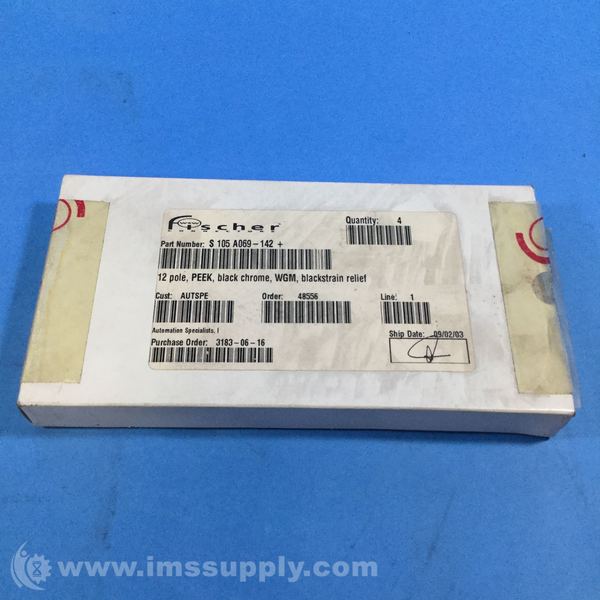 Fischer
Quantity: 4
Part Number: S 105 A069-142 +
12 pole, PEEK, black chrome, WGM, blackstrain relief
Cust: AUTSPE Order: 48556 Line: 1
Automation Specialists, I
Ship Date: 09/02/03
Purchase Order: 3183-06-16
www.imssupply.com